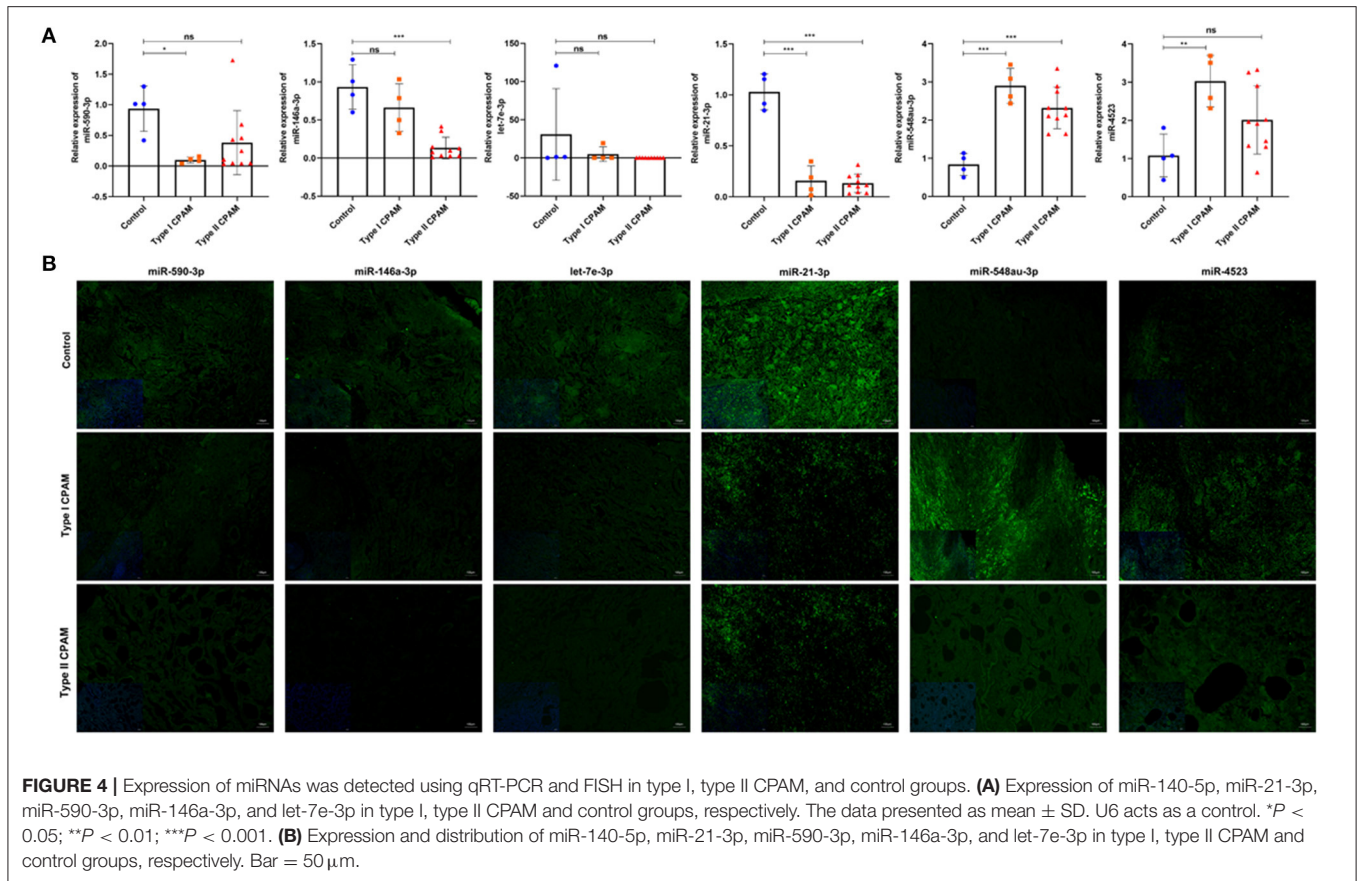 A
Relative expression of
miR-590-3p
2.0
1.5
1.0
0.5
0.0
-0.5
ns
*
Control
Type I CPAM
Type II CPAM
Relative expression of
miR-146a-3p
1.5
1.0
0.5
0.0
-0.5
***
ns
Control
Type I CPAM
Type II CPAM
Relative expression of
let-7e-3p
150
100
50
0
-50
ns
ns
Control
Type I CPAM
Type II CPAM
Relative expression of
miR-21-3p
1.5
1.0
0.5
0.0
***
***
Control
Type I CPAM
Type II CPAM
Relative expression of
miR-548au-3p
4
3
2
1
0
***
***
Control
Type I CPAM
Type II CPAM
Relative expression of
miR-4523
4
3
2
1
0
ns
**
Control
Type I CPAM
Type II CPAM
B
miR-590-3p
miR-146a-3p
let-7e-3p
miR-21-3p
miR-548au-3p
miR-4523
Control
Type I CPAM
Type II CPAM
FIGURE 4 | Expression of miRNAs was detected using qRT-PCR and FISH in type I, type II CPAM, and control groups. (A) Expression of miR-140-5p, miR-21-3p,
miR-590-3p, miR-146a-3p, and let-7e-3p in type I, type II CPAM and control groups, respectively. The data presented as mean ± SD. U6 acts as a control. *P <
0.05; **P < 0.01; ***P < 0.001. (B) Expression and distribution of miR-140-5p, miR-21-3p, miR-590-3p, miR-146a-3p, and let-7e-3p in type I, type II CPAM and
control groups, respectively. Bar = 50 μm.